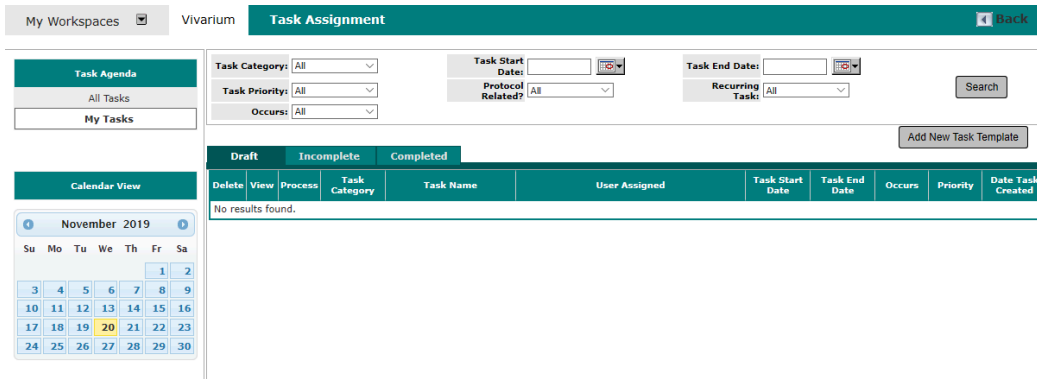 My Workspaces
Vivarium
Task Assignment
Back
Task Agenda
All Tasks
My Tasks
Task Category: All
Task Start Date:
Task End Date:
Task Priority: All
Protocol Related? All
Recurring Task: All
Occurs: All
Search
Add New Task Template
Draft Incomplete Completed
Delete View Process Task Category Task Name User Assigned Task Start Date Task End Date Occurs Priority Date Task Created
No results found.
Calendar View
November 2019
Su Mo Tu We Th Fr Sa
1 2
3 4 5 6 7 8 9
10 11 12 13 14 15 16
17 18 19 20 21 22 23
24 25 26 27 28 29 30